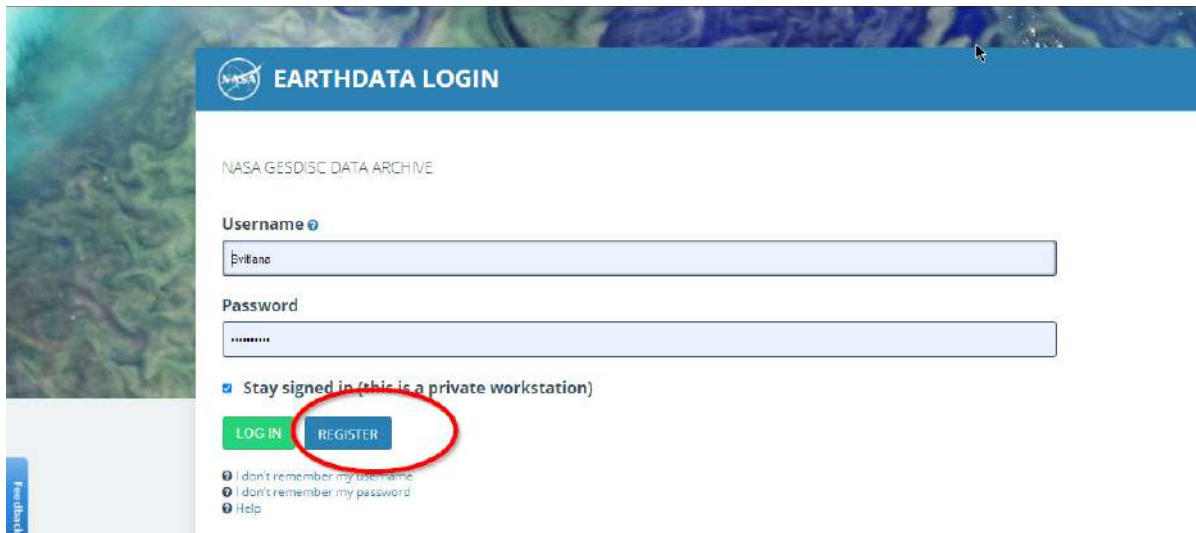 NASA EARTHDATA LOGIN
NASA GESDISC DATA ARCHIVE
Username
Svitlana
Password
Stay signed in (this is a private workstation)
LOG IN REGISTER
I don't remember my username
I don't remember my password
Help
Feedback